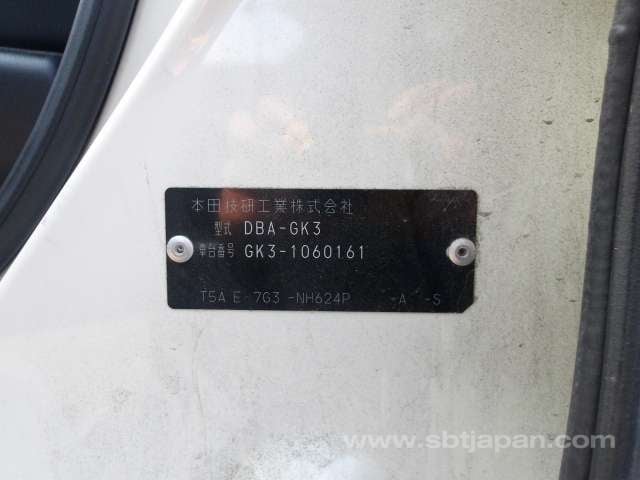 本田技研工業株式会社
型式 DBA-GK3
車台番号 GK3-1060161
T5A E 7G3 -NH624P -A -S
www.sbtjapan.com